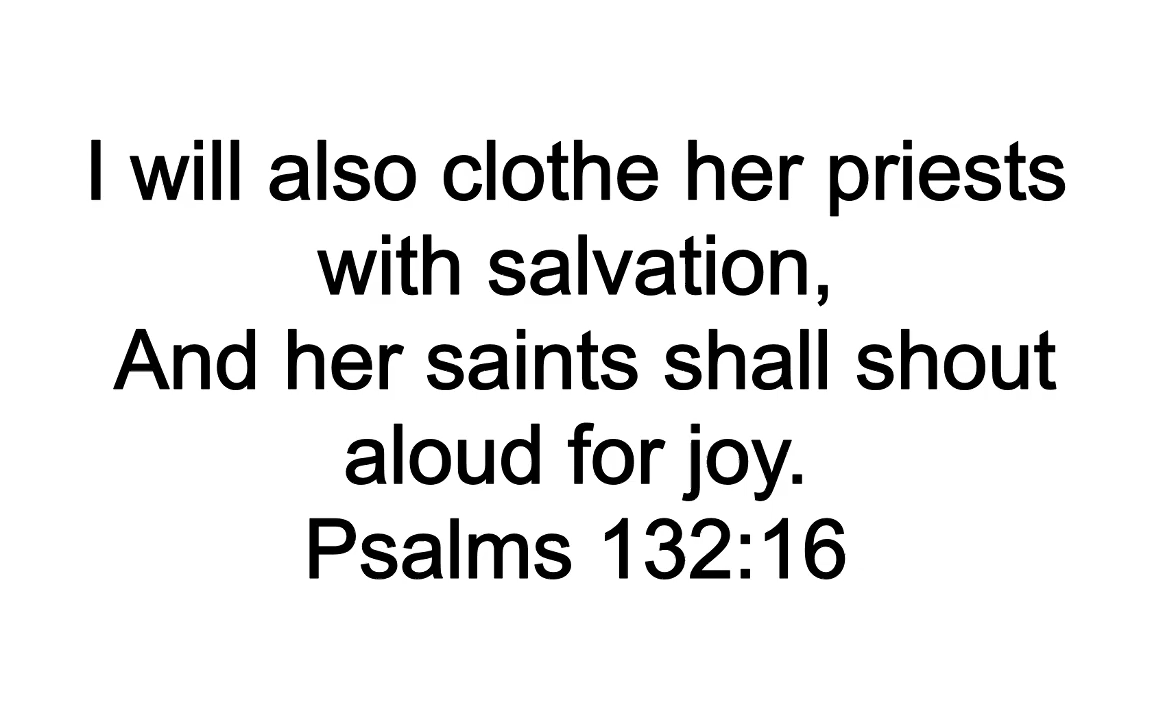 I will also clothe her priests
with salvation,
And her saints shall shout
aloud for joy.
Psalms 132:16